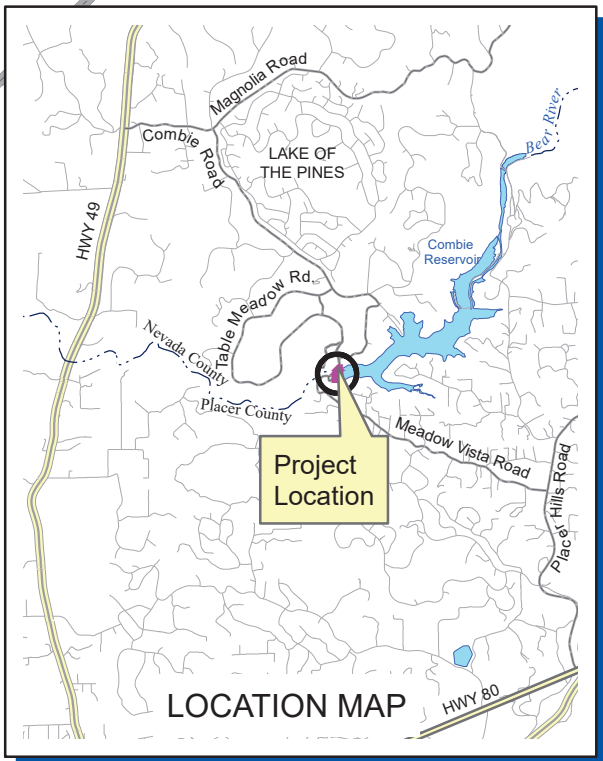 Magnolia Road
Combie Road
LAKE OF
THE PINES
Bear River
HWY 49
Combie
Reservoir
Table Meadow Rd.
Nevada County
Placer County
Meadow Vista Road
Project
Location
Placer Hills Road
LOCATION MAP
HWY 80